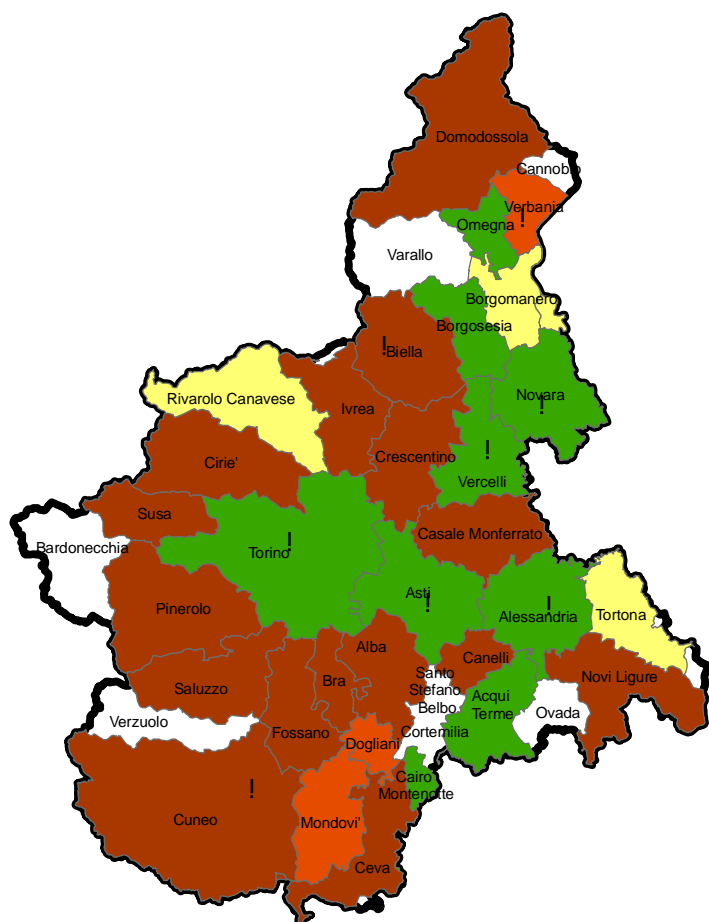 Domodossola
Cannobio
Verbania
!
Omegna
Varallo
Borgomanero
Borgosesia
!
Biella
Novara
!
Rivarolo Canavese
Ivrea
Crescentino
!
Vercelli
Cirie'
Susa
Casale Monferrato
Bardonecchia
!
Torino
Asti
!
Pinerolo
!
Alessandria
Tortona
Alba
Canelli
Santo
Stefano
Belbo
Novi Ligure
Saluzzo
Bra
Acqui
Terme
Ovada
Verzuolo
Fossano
Dogliani
Cortemilia
Cairo
Montenotte
!
Cuneo
Mondovi'
Ceva